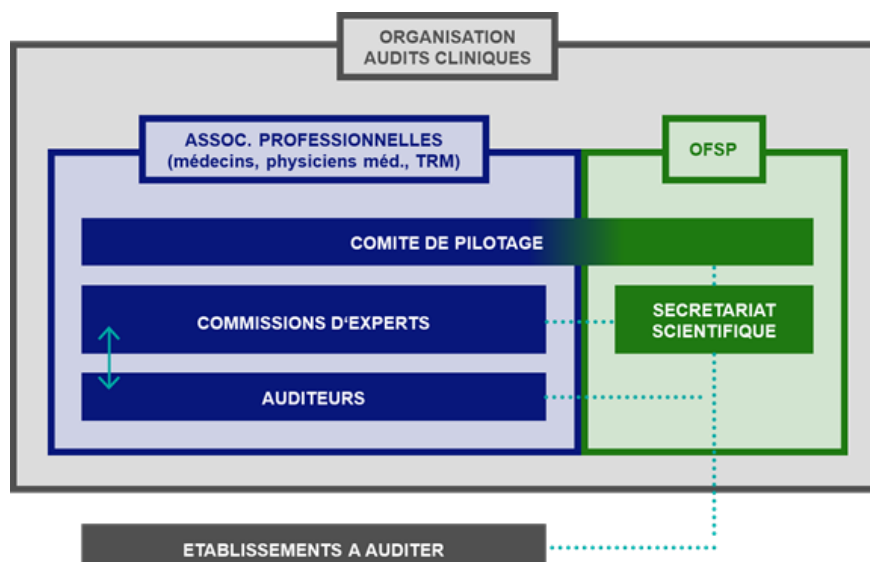 ORGANISATION
AUDITS CLINIQUES
ASSOC. PROFESSIONNELLES
(médecins, physiciens méd., TRM)
OFSP
COMITE DE PILOTAGE
COMMISSIONS D'EXPERTS
SECRETARIAT
SCIENTIFIQUE
AUDITEURS
ETABLISSEMENTS A AUDITER